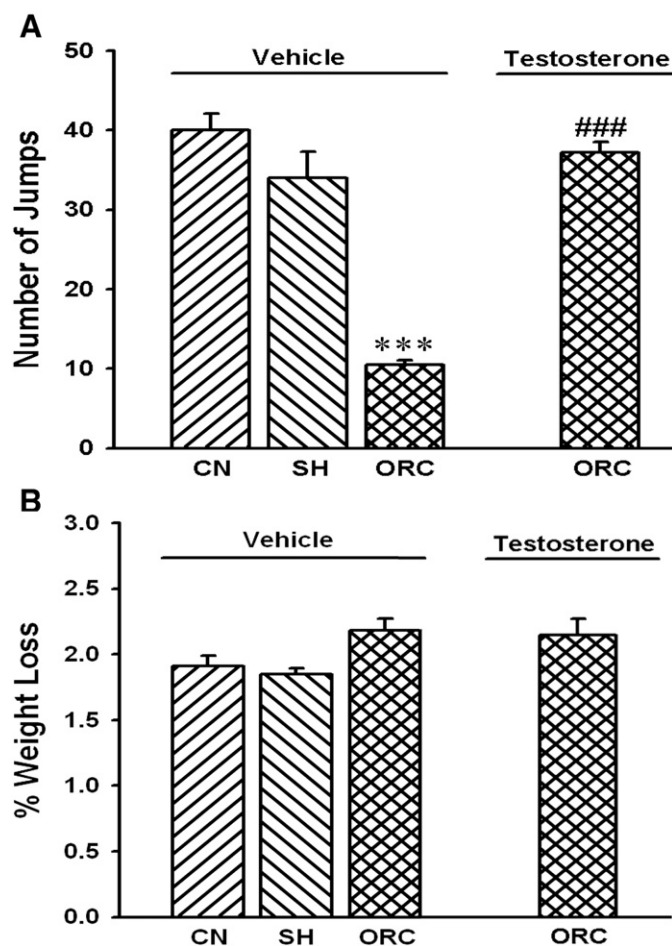 A
Vehicle
Testosterone
Number of Jumps
50
40
30
20
10
0
***
###
CN SH ORC ORC
B
Vehicle
Testosterone
% Weight Loss
3.0
2.5
2.0
1.5
1.0
0.5
0.0
CN SH ORC ORC